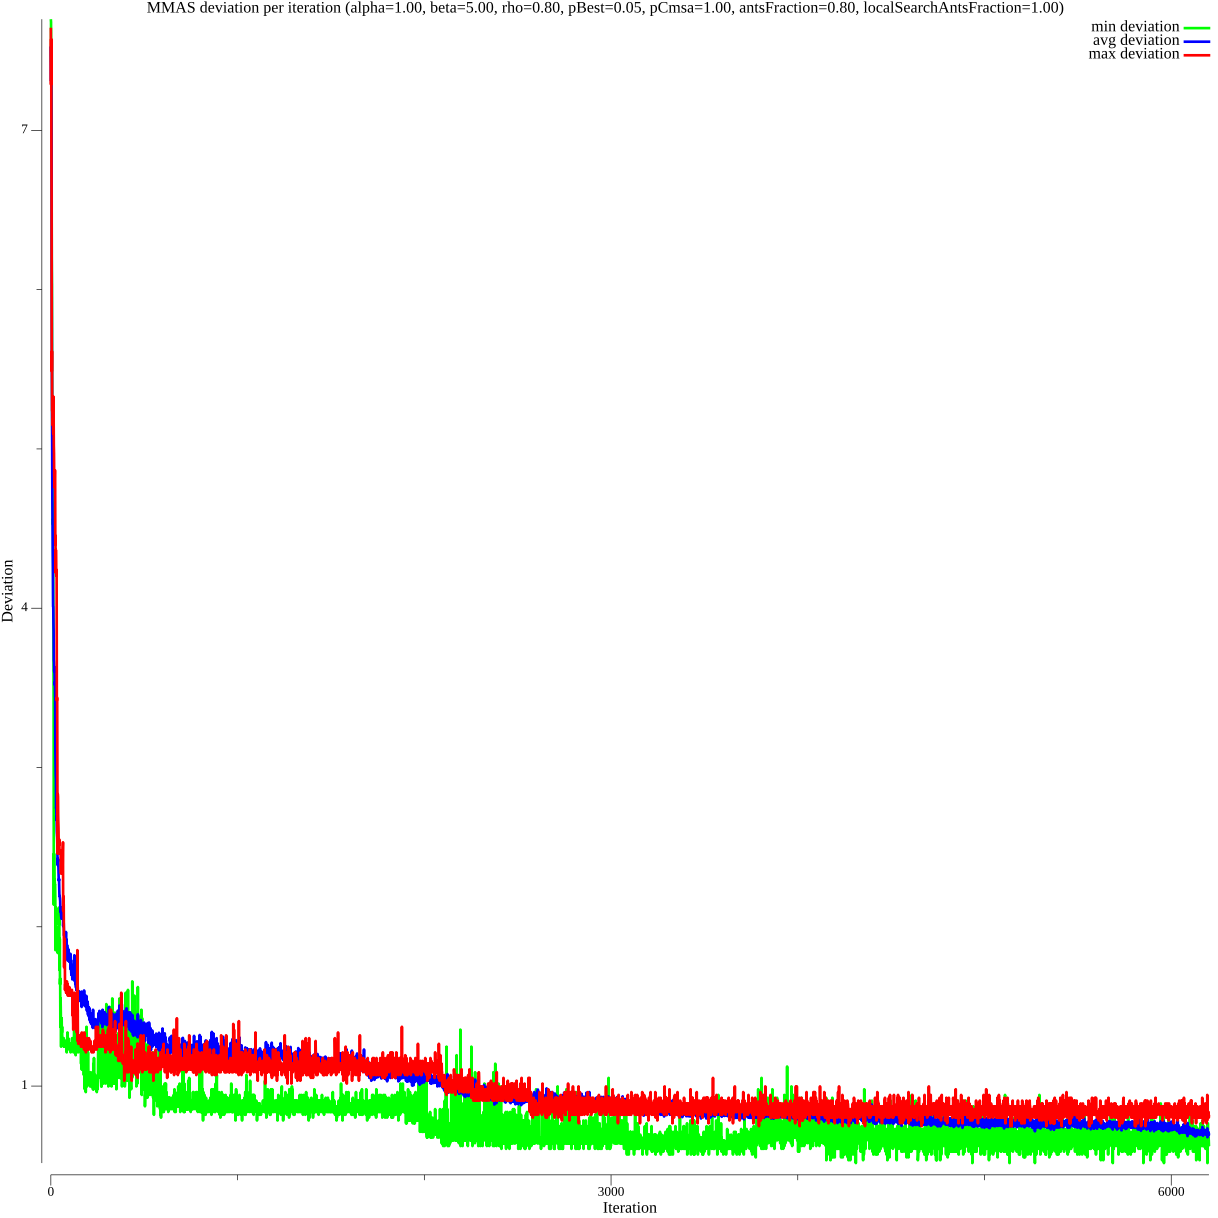 MMAS deviation per iteration (alpha=1.00, beta=5.00, rho=0.80, pBest=0.05, pCmsa=1.00, antsFraction=0.80, localSearchAntsFraction=1.00)
min deviation
avg deviation
max deviation
7
4
1
Deviation
0
3000
6000
Iteration